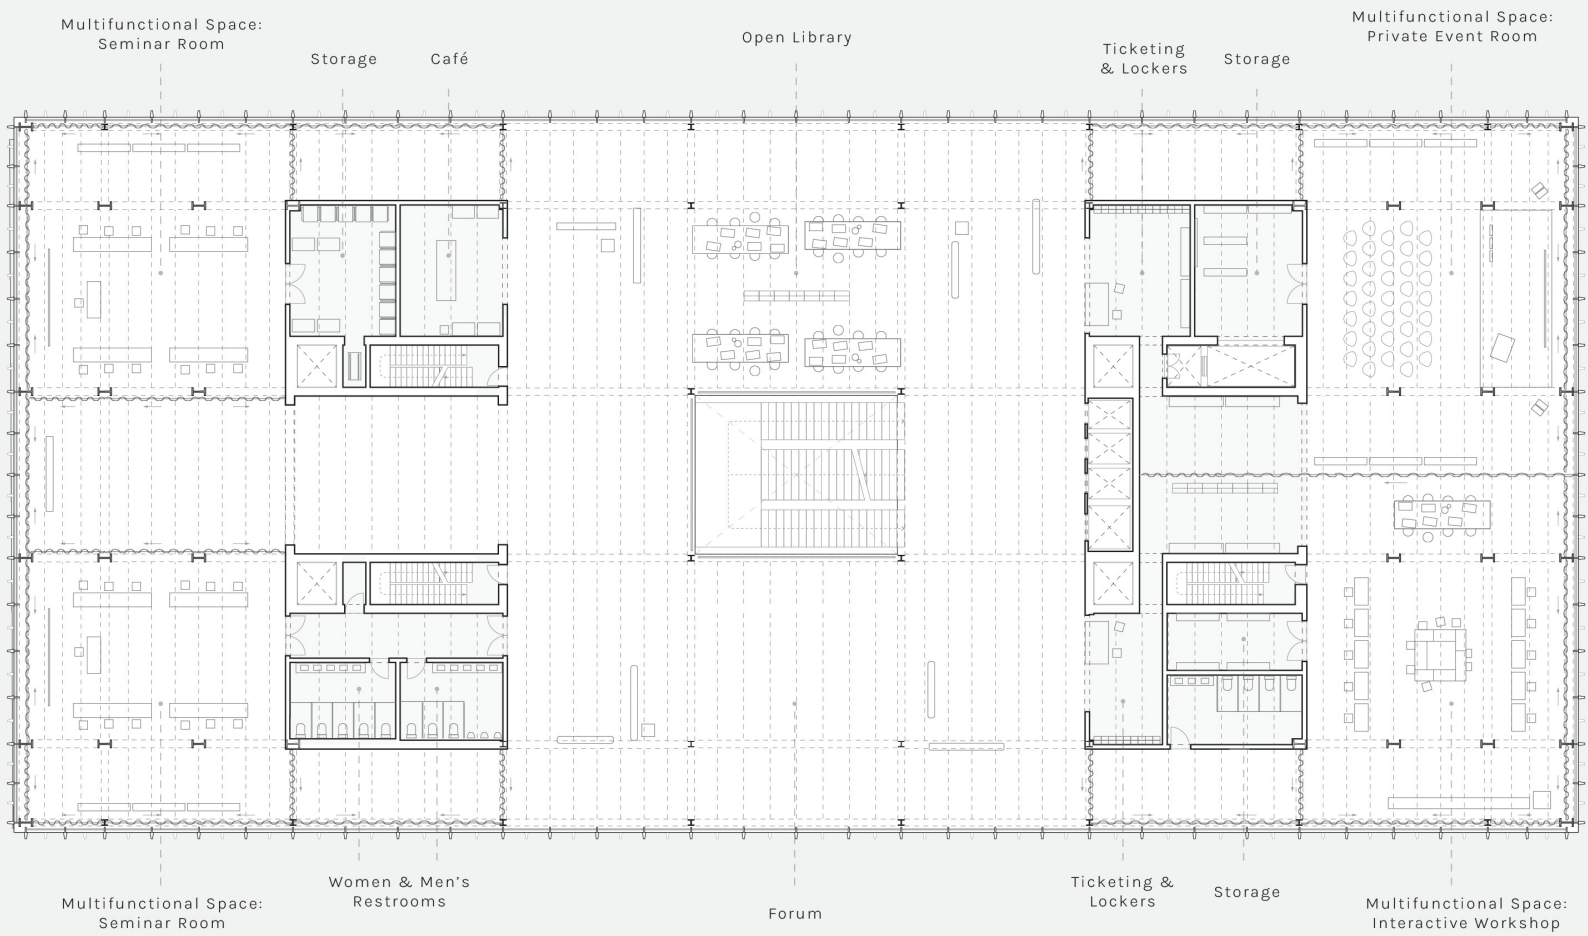 Multifunctional Space:
Seminar Room
Storage
Café
Open Library
Ticketing
& Lockers
Storage
Multifunctional Space:
Private Event Room
Multifunctional Space:
Seminar Room
Women & Men's
Restrooms
Forum
Ticketing &
Lockers
Storage
Multifunctional Space:
Interactive Workshop